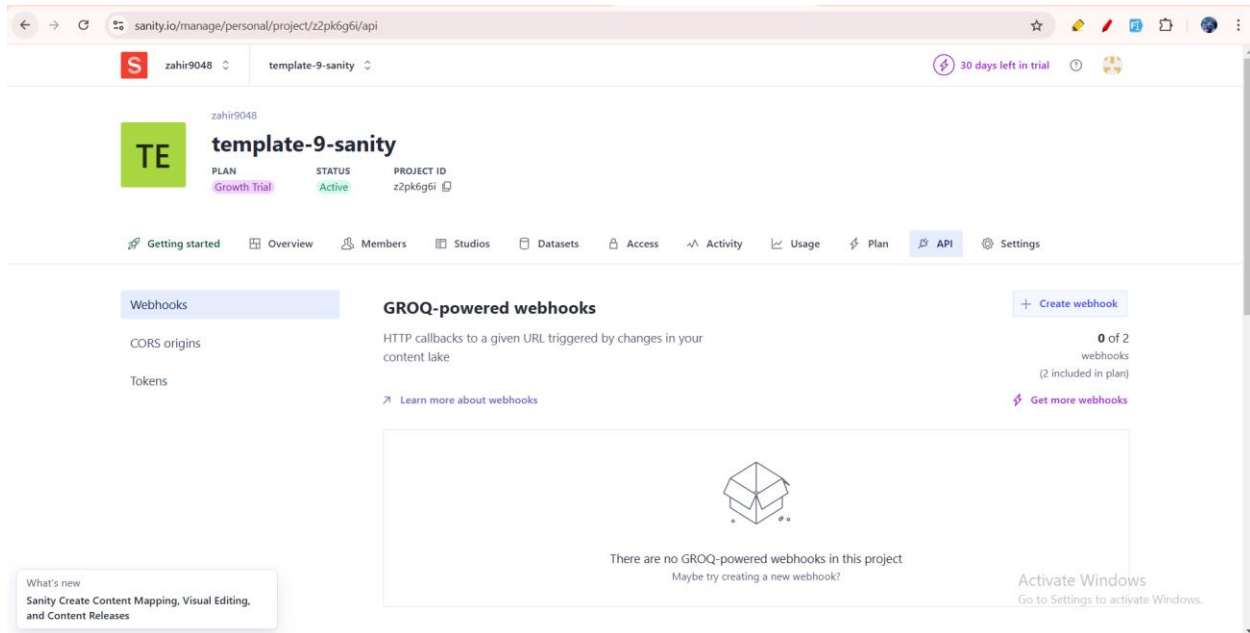 sanity.io/manage/personal/project/z2pk6g6i/api
S zahir9048 template-9-sanity 30 days left in trial
zahir9048
TE
template-9-sanity
PLAN STATUS PROJECT ID
Growth Trial Active z2pk6g6i
Getting started Overview Members Studios Datasets Access Activity Usage Plan API Settings
Webhooks
CORS origins
Tokens
GROQ-powered webhooks
HTTP callbacks to a given URL triggered by changes in your
content lake
Learn more about webhooks
+ Create webhook
0 of 2
webhooks
(2 included in plan)
Get more webhooks
There are no GROQ-powered webhooks in this project
Maybe try creating a new webhook?
What's new
Sanity Create Content Mapping, Visual Editing,
and Content Releases
Activate Windows
Go to Settings to activate Windows.